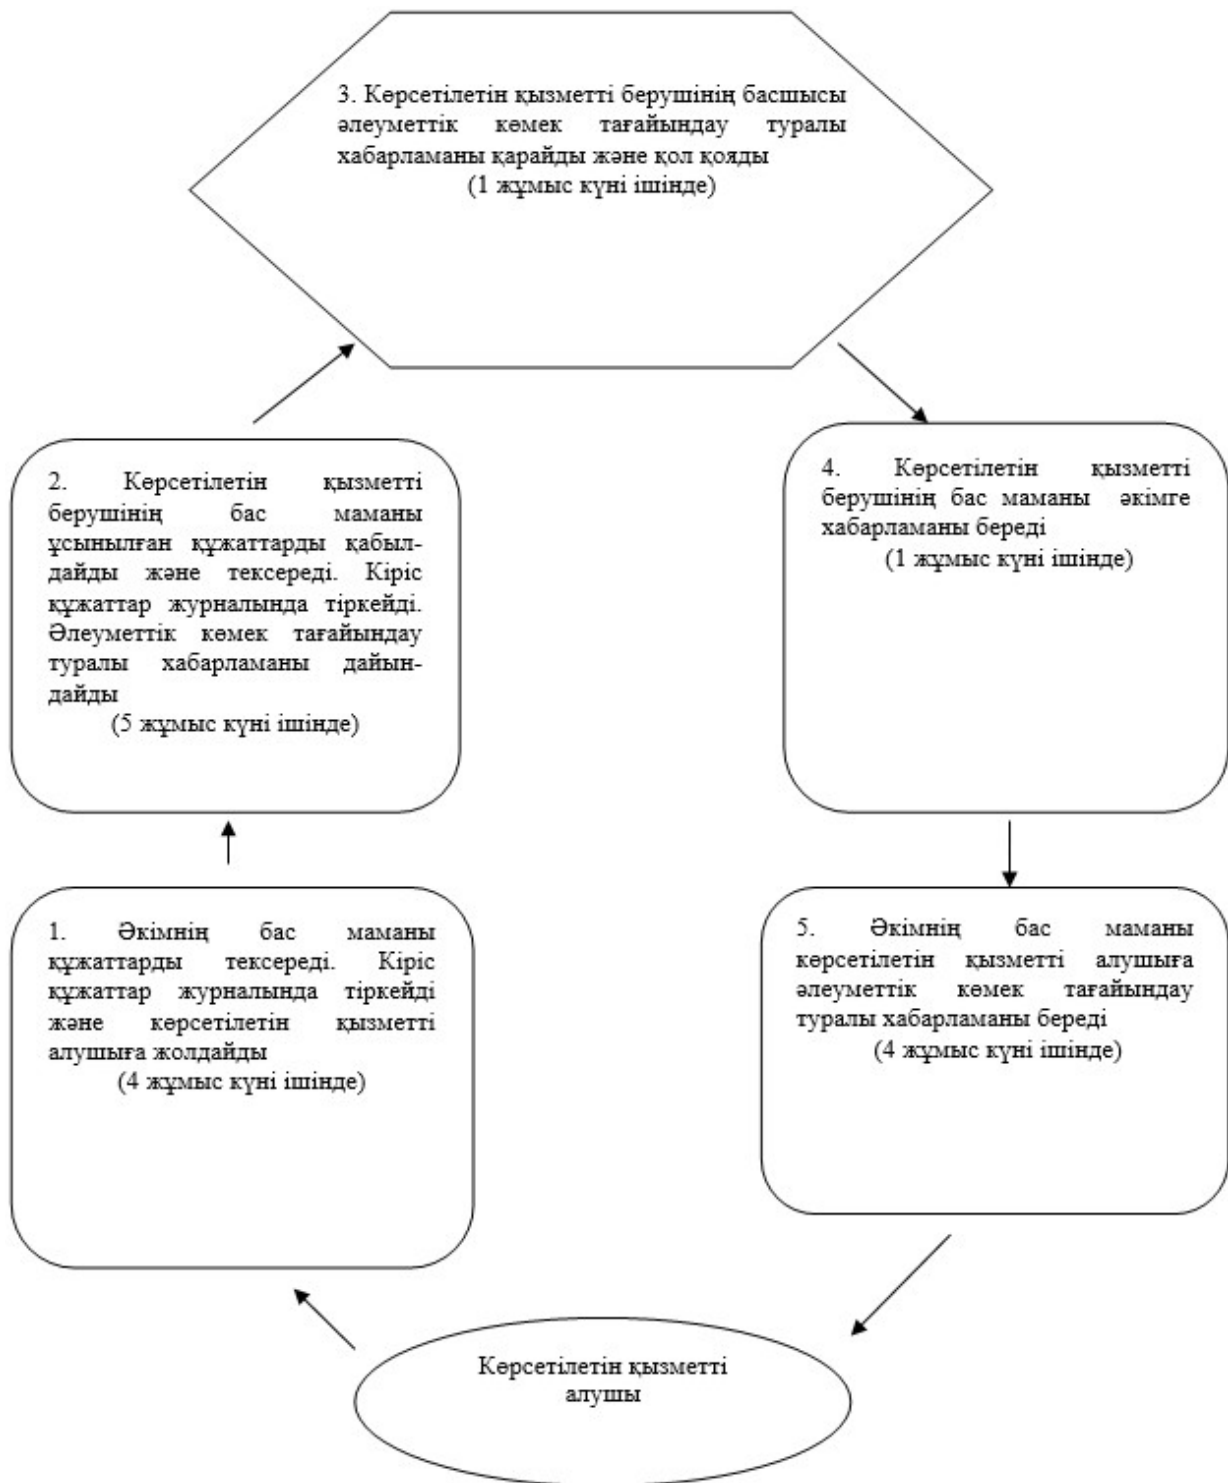 3. Көрсетілетін қызметті берушінің басшысы
әлеуметтік көмек тағайындау туралы
хабарламаны қарайды және қол қояды
(1 жұмыс күні ішінде)
2. Көрсетілетін қызметті
берушінің бас маманы
ұсынылған құжаттарды қабыл-
дайды және тексереді. Кіріс
құжаттар журналында тіркейді.
Әлеуметтік көмек тағайындау
туралы хабарламаны дайын-
дайды
(5 жұмыс күні ішінде)
4. Көрсетілетін қызметті
берушінің бас маманы әкімге
хабарламаны береді
(1 жұмыс күні ішінде)
1. Әкімнің бас маманы
құжаттарды тексереді. Кіріс
құжаттар журналында тіркейді
және көрсетілетін қызметті
алушыға жолдайды
(4 жұмыс күні ішінде)
5. Әкімнің бас маманы
көрсетілетін қызметті алушыға
әлеуметтік көмек тағайындау
туралы хабарламаны береді
(4 жұмыс күні ішінде)
Көрсетілетін қызметті
алушы